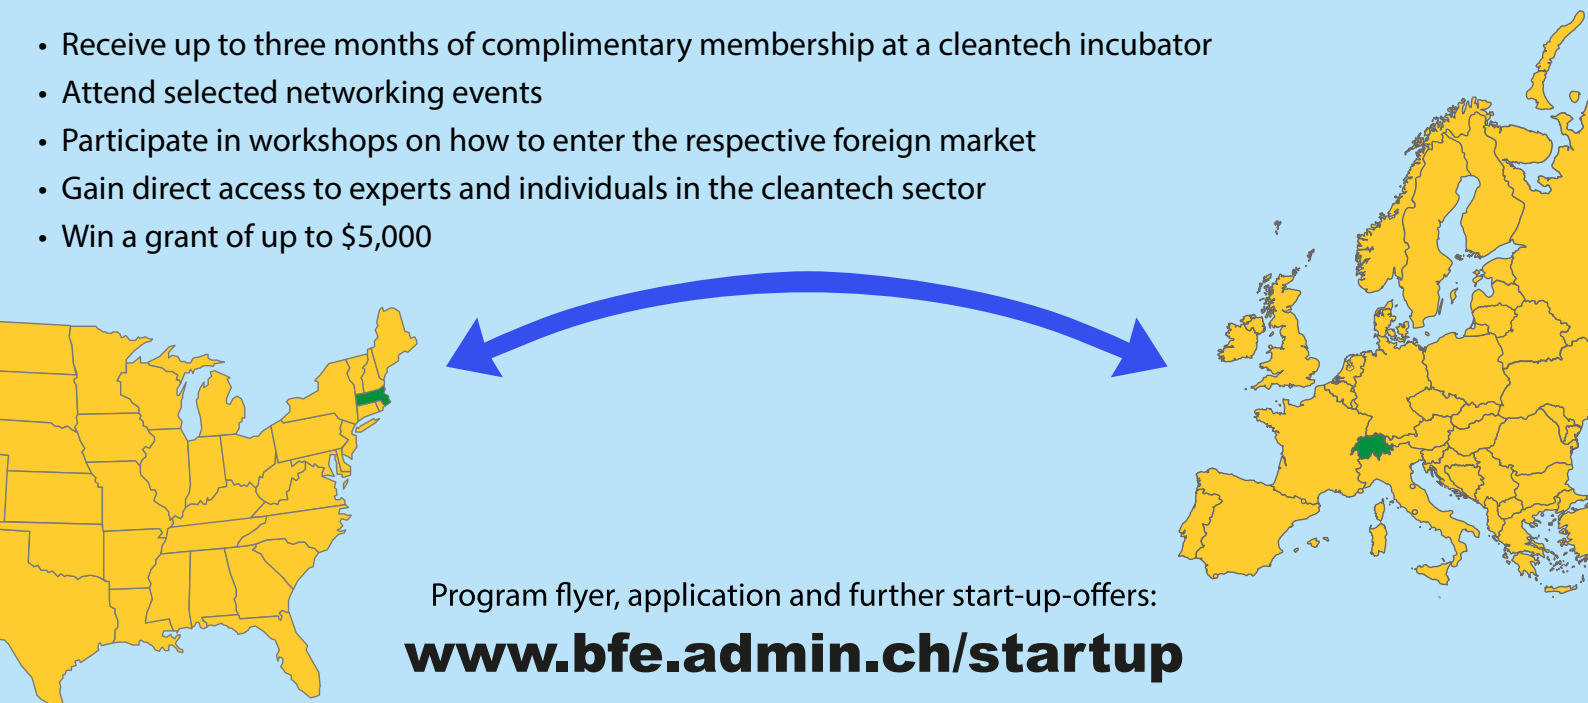 • Receive up to three months of complimentary membership at a cleantech incubator
• Attend selected networking events
• Participate in workshops on how to enter the respective foreign market
• Gain direct access to experts and individuals in the cleantech sector
• Win a grant of up to $5,000
Program flyer, application and further start-up-offers:
www.bfe.admin.ch/startup